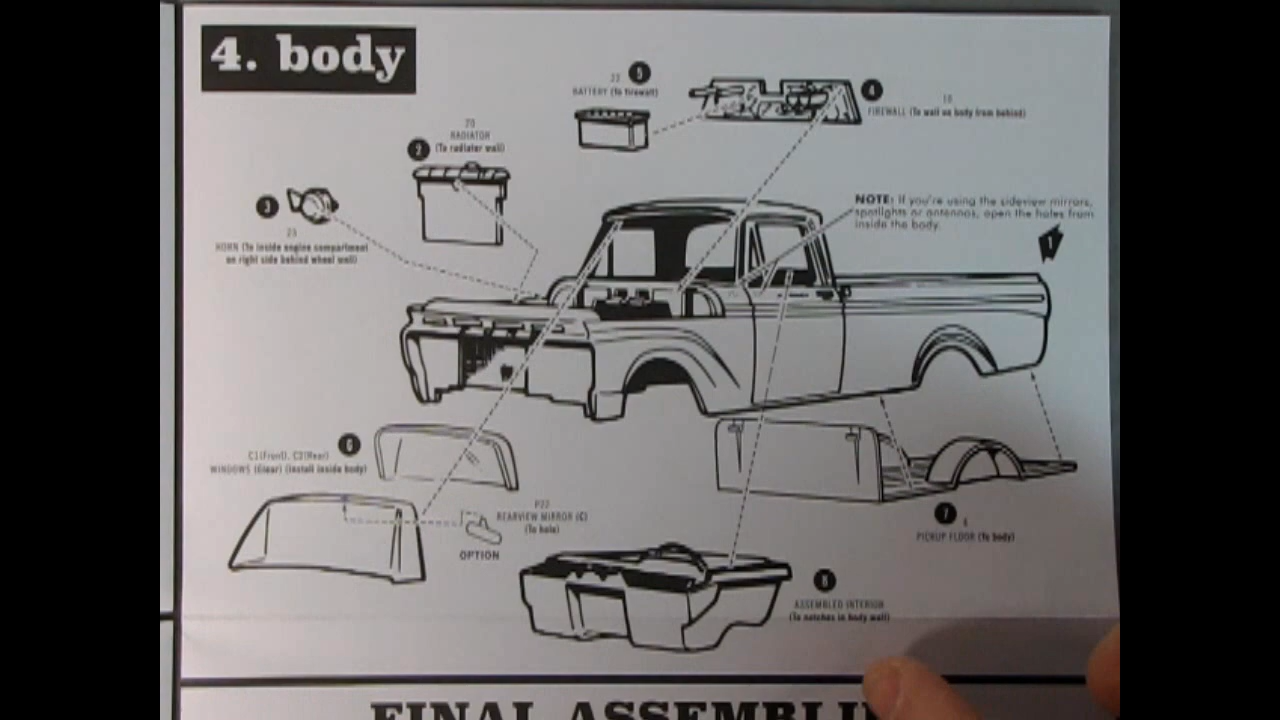 4. body
5
22
BATTERY (To firewall)
4
FIREWALL (To wall on body from behind)
20
RADIATOR
2
(To radiator wall)
3
HORN (To inside engine compartment
on right side behind wheel wall)
NOTE: If you're using the sideview mirrors,
spotlights or antennas, open the holes from
inside the body.
1
6
C1(Front), C2(Rear)
WINDOWS (Clear) (Install inside body)
P22
REARVIEW MIRROR (C)
(To hole)
OPTION
7
PICKUP FLOOR (To body)
8
ASSEMBLED INTERIOR
(To notches in body wall)